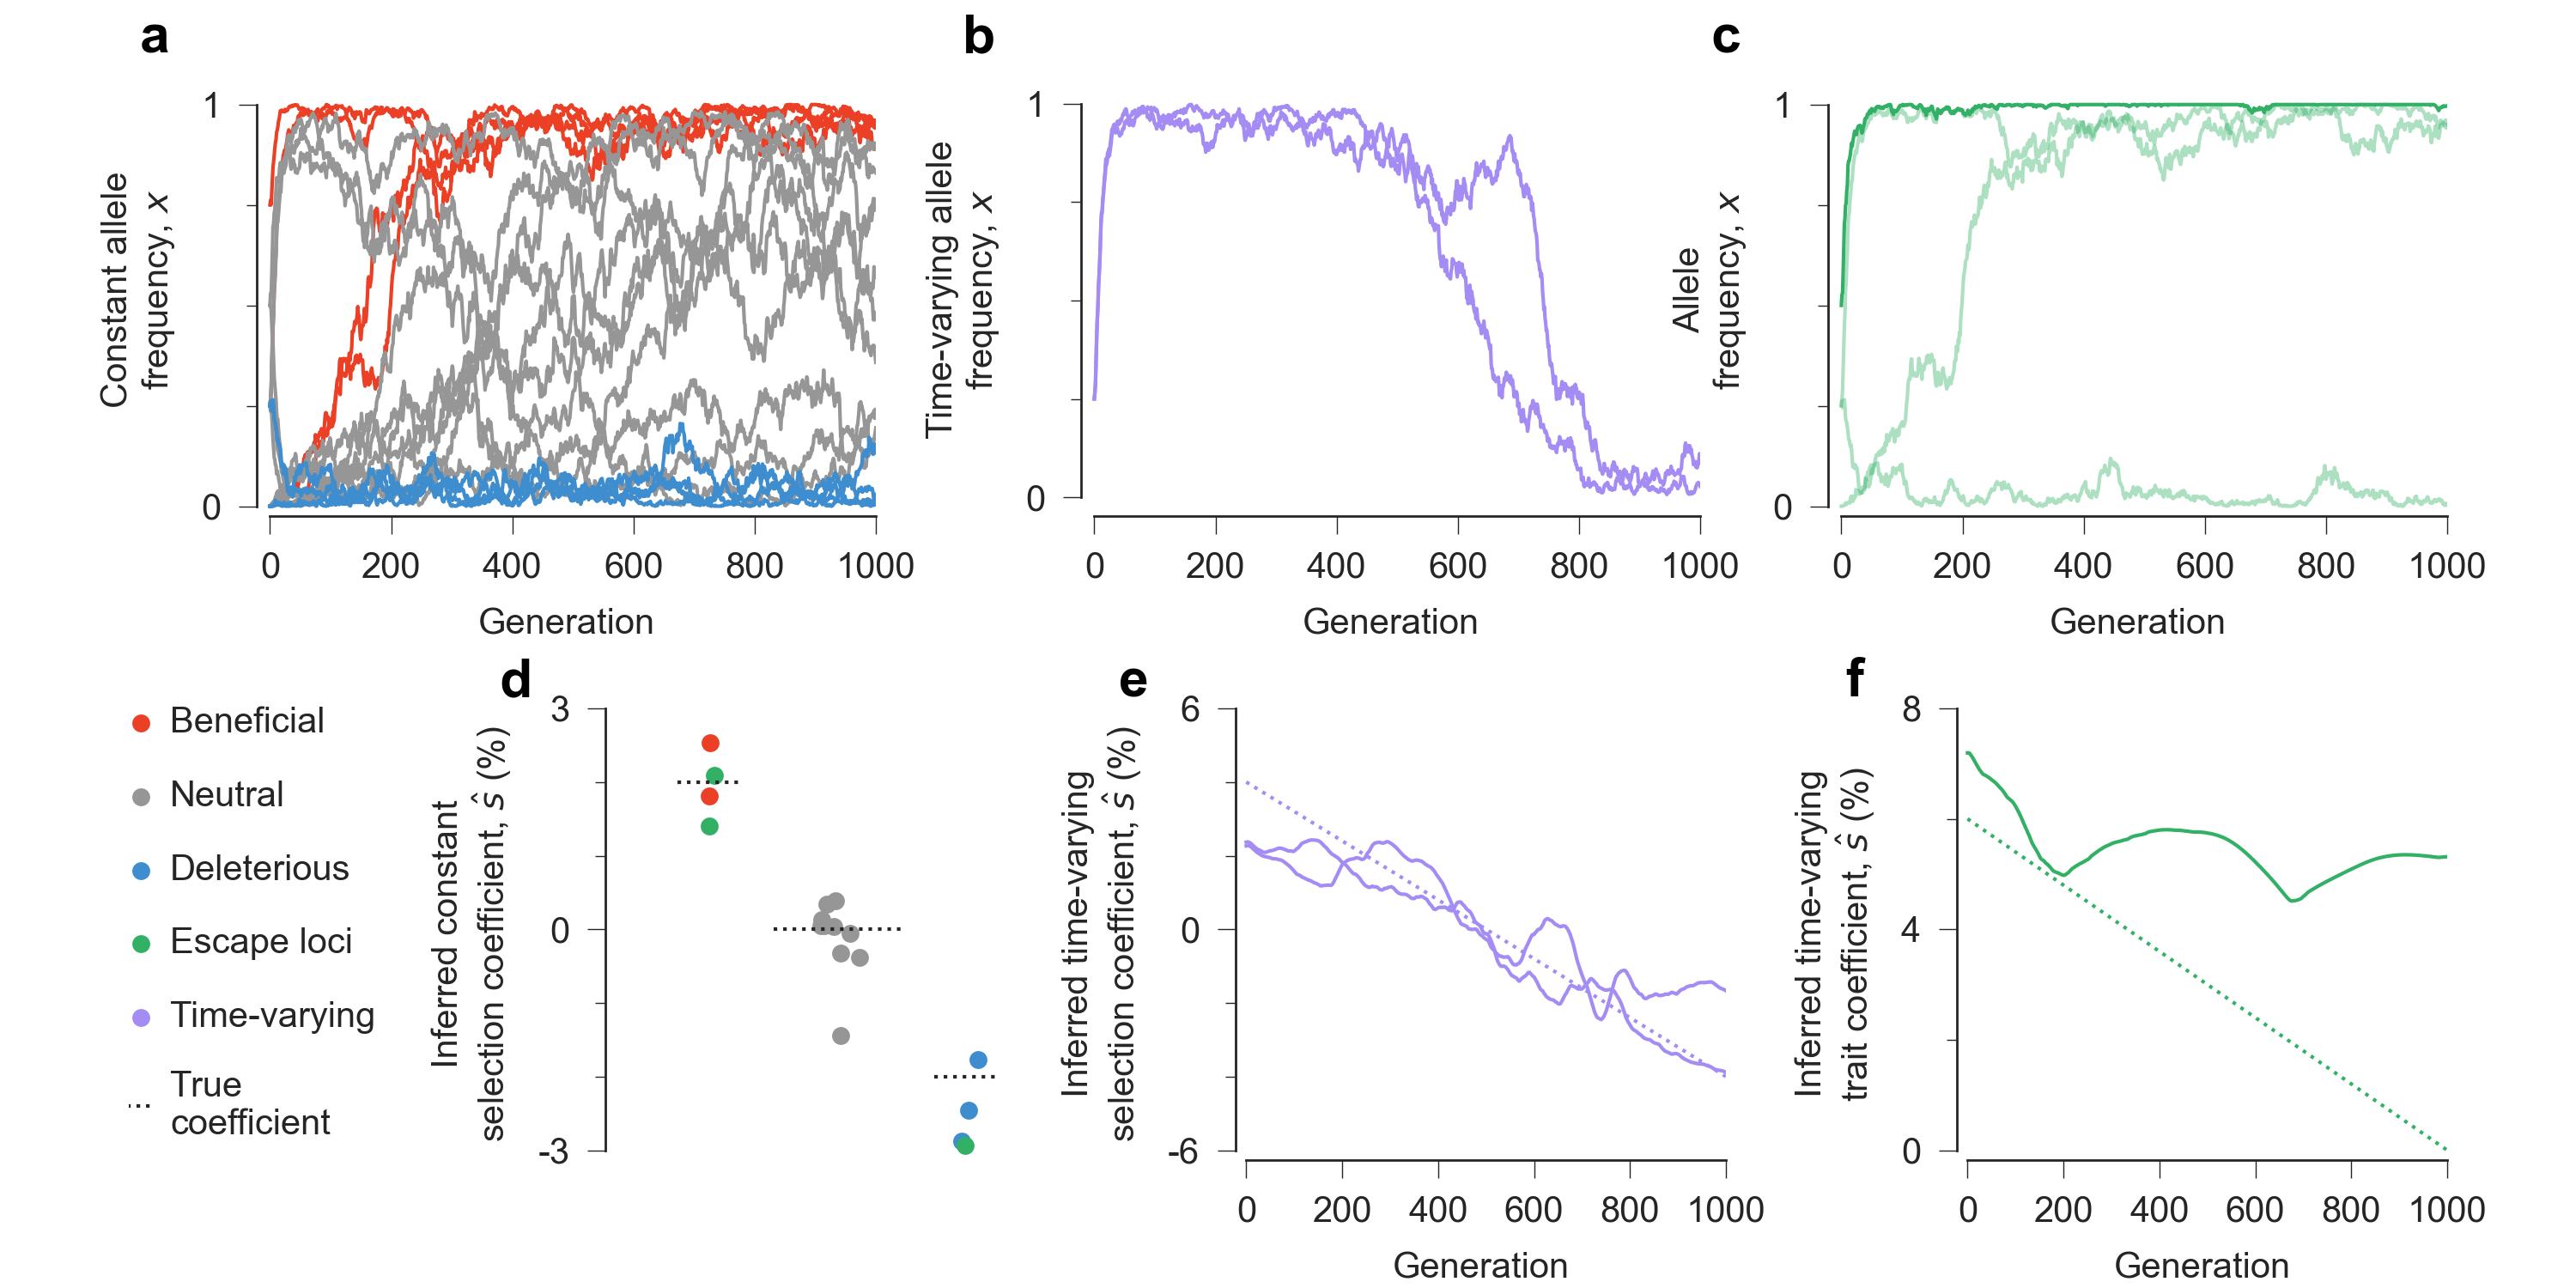 a
b
c
Constant allele
frequency, x
1
0
0 200 400 600 800 1000
Generation
Time-varying allele
frequency, x
1
0
0 200 400 600 800 1000
Generation
Allele
frequency, x
1
0
0 200 400 600 800 1000
Generation
Beneficial
Neutral
Deleterious
Escape loci
Time-varying
True
coefficient
d
Inferred constant
selection coefficient, ŝ (%)
3
0
-3
e
Inferred time-varying
selection coefficient, ŝ (%)
6
0
-6
0 200 400 600 800 1000
Generation
f
Inferred time-varying
trait coefficient, ŝ (%)
8
4
0
0 200 400 600 800 1000
Generation